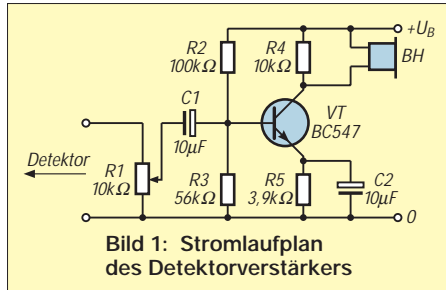 +U_B
R2
100kΩ
R4
10kΩ
BH
C1
10µF
VT
BC547
Detektor
R1
10kΩ
R3
56kΩ
R5
3,9kΩ
C2
10µF
0
Bild 1: Stromlaufplan
des Detektorverstärkers